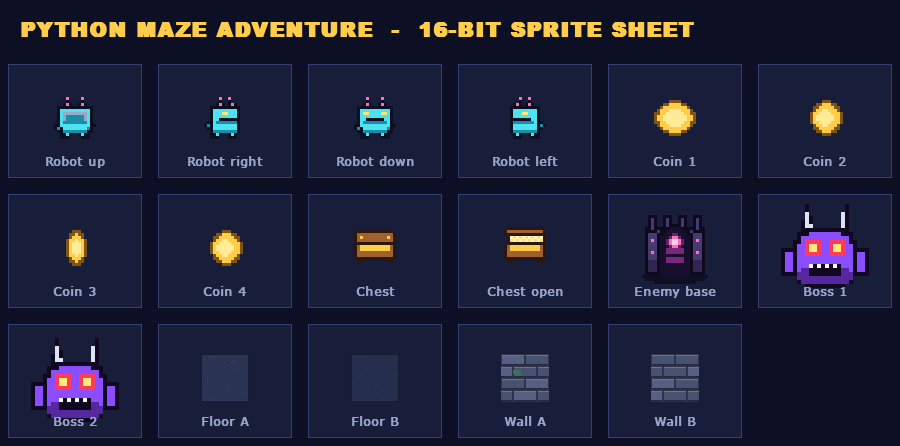 PYTHON MAZE ADVENTURE - 16-BIT SPRITE SHEET
Robot up
Robot right
Robot down
Robot left
Coin 1
Coin 2
Coin 3
Coin 4
Chest
Chest open
Enemy base
Boss 1
Boss 2
Floor A
Floor B
Wall A
Wall B